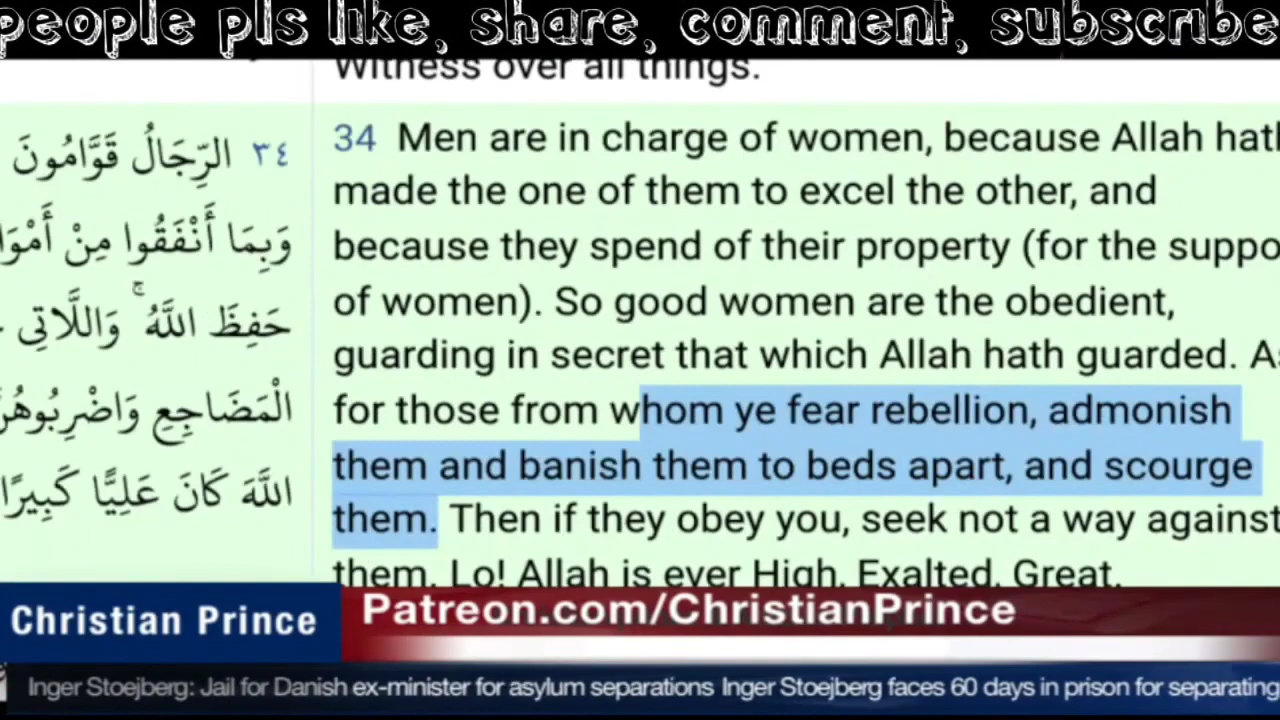 people pls like, share, comment, subscribe
Witness over all things.
٣٤ الرِّجَالُ قَوَّامُونَ
وَبِمَا أَنْفَقُوا مِنْ
حَفِظَ اللَّهُ ۚ وَاللَّاتِي
الْمَضَاجِعِ وَاضْرِبُوهُنَّ
اللَّهَ كَانَ عَلِيًّا كَبِيرًا
34 Men are in charge of women, because Allah hath
made the one of them to excel the other, and
because they spend of their property (for the suppo
of women). So good women are the obedient,
guarding in secret that which Allah hath guarded. As
for those from whom ye fear rebellion, admonish
them and banish them to beds apart, and scourge
them. Then if they obey you, seek not a way against
them. Lo! Allah is ever High, Exalted, Great.
Christian Prince
Patreon.com/ChristianPrince
Inger Stoejberg: Jail for Danish ex-minister for asylum separations Inger Stoejberg faces 60 days in prison for separating